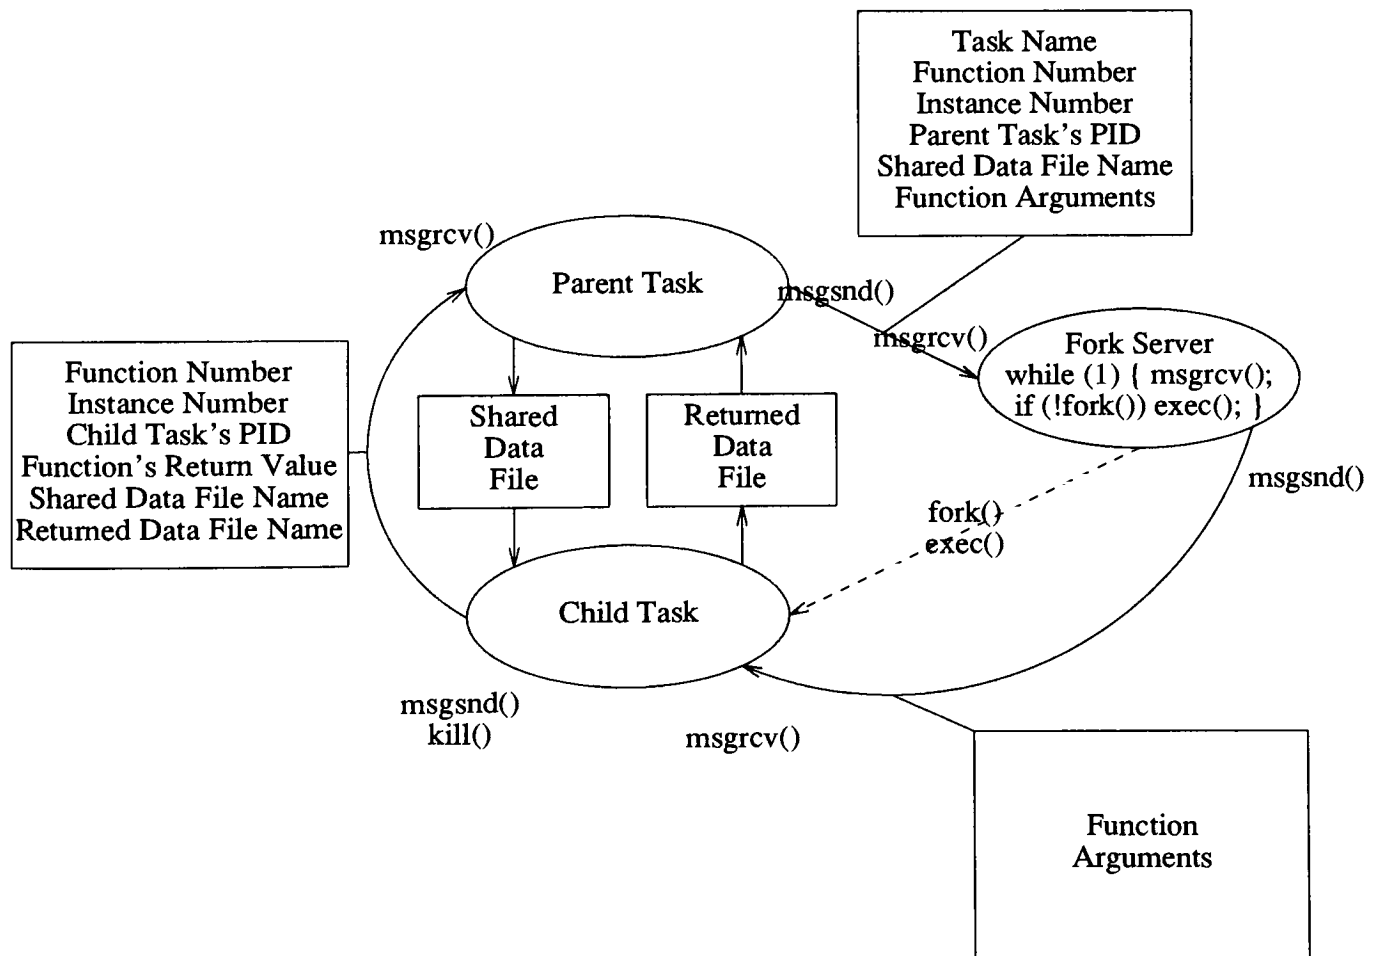 Task Name
Function Number
Instance Number
Parent Task's PID
Shared Data File Name
Function Arguments
msgrcv()
Parent Task
msgsnd()
msgrcv()
Fork Server
while (1) { msgrcv();
if (!fork()) exec(); }
Function Number
Instance Number
Child Task's PID
Function's Return Value
Shared Data File Name
Returned Data File Name
Shared
Data
File
Returned
Data
File
msgsnd()
fork()
exec()
Child Task
msgsnd()
kill()
msgrcv()
Function
Arguments